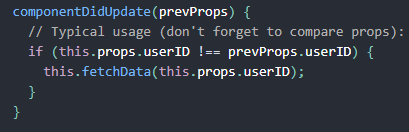 componentDidUpdate(prevProps) {
  // Typical usage (don't forget to compare props):
  if (this.props.userID !== prevProps.userID) {
    this.fetchData(this.props.userID);
  }
}